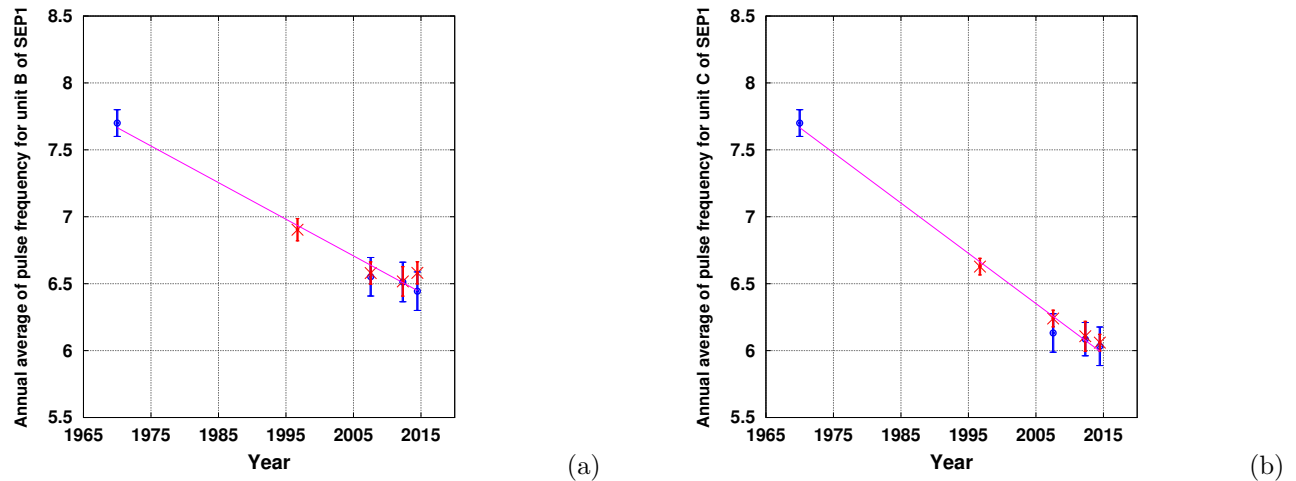 Annual average of pulse frequency for unit B of SEP1
8.5
8
7.5
7
6.5
6
5.5
1965 1975 1985 1995 2005 2015
Year
(a)
Annual average of pulse frequency for unit C of SEP1
8.5
8
7.5
7
6.5
6
5.5
1965 1975 1985 1995 2005 2015
Year
(b)